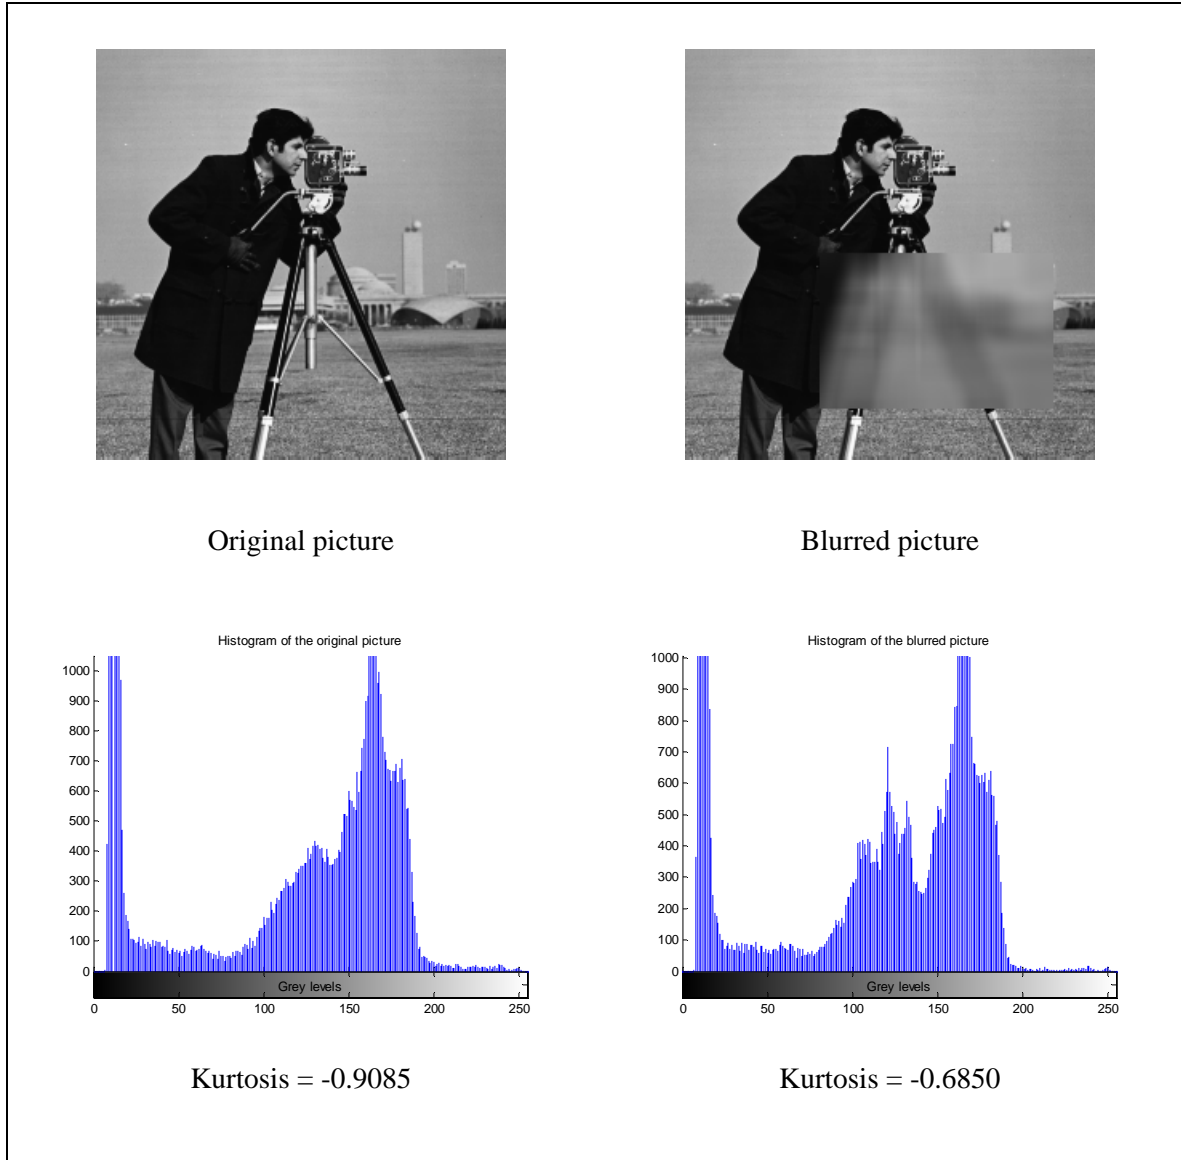 Original picture
Blurred picture
Histogram of the original picture
1000
900
800
700
600
500
400
300
200
100
0
Grey levels
0 50 100 150 200 250
Histogram of the blurred picture
1000
900
800
700
600
500
400
300
200
100
0
Grey levels
0 50 100 150 200 250
Kurtosis = -0.9085
Kurtosis = -0.6850